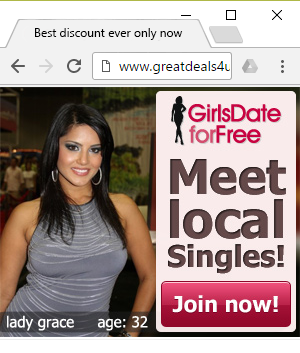 Best discount ever only now
www.greatdeals4u
GirlsDate
forFree
Meet
local
Singles!
Join now!
lady grace age: 32